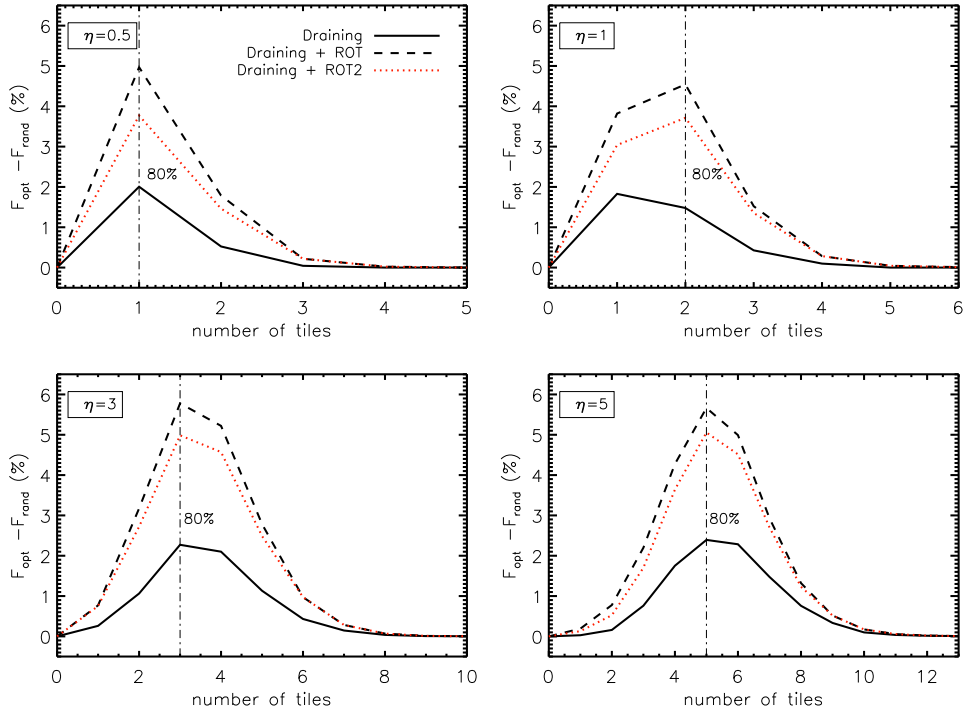 η=0.5
Draining
Draining + ROT
Draining + ROT2
80%
F_opt −F_rand (%)
0 1 2 3 4 5 6
0 1 2 3 4 5
number of tiles
η=1
80%
F_opt −F_rand (%)
0 1 2 3 4 5 6
0 1 2 3 4 5 6
number of tiles
η=3
80%
F_opt −F_rand (%)
0 1 2 3 4 5 6
0 2 4 6 8 10
number of tiles
η=5
80%
F_opt −F_rand (%)
0 1 2 3 4 5 6
0 2 4 6 8 10 12
number of tiles